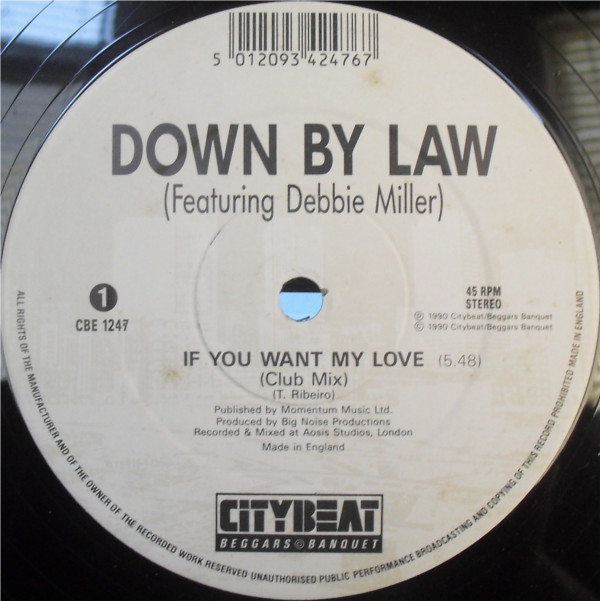 5 012093 424767
DOWN BY LAW
(Featuring Debbie Miller)
1
CBE 1247
45 RPM
STEREO
℗ 1990 Citybeat/Beggars Banquet
© 1990 Citybeat/Beggars Banquet
IF YOU WANT MY LOVE (5.48)
(Club Mix)
(T. Ribeiro)
Published by Momentum Music Ltd.
Produced by Big Noise Productions
Recorded & Mixed at Aosis Studios, London
Made in England
CITYBEAT
BEGGARS BANQUET
ALL RIGHTS OF THE MANUFACTURER AND OF THE OWNER OF THE RECORDED WORK RESERVED UNAUTHORISED PUBLIC PERFORMANCE BROADCASTING AND COPYING OF THIS RECORD PROHIBITED MADE IN ENGLAND